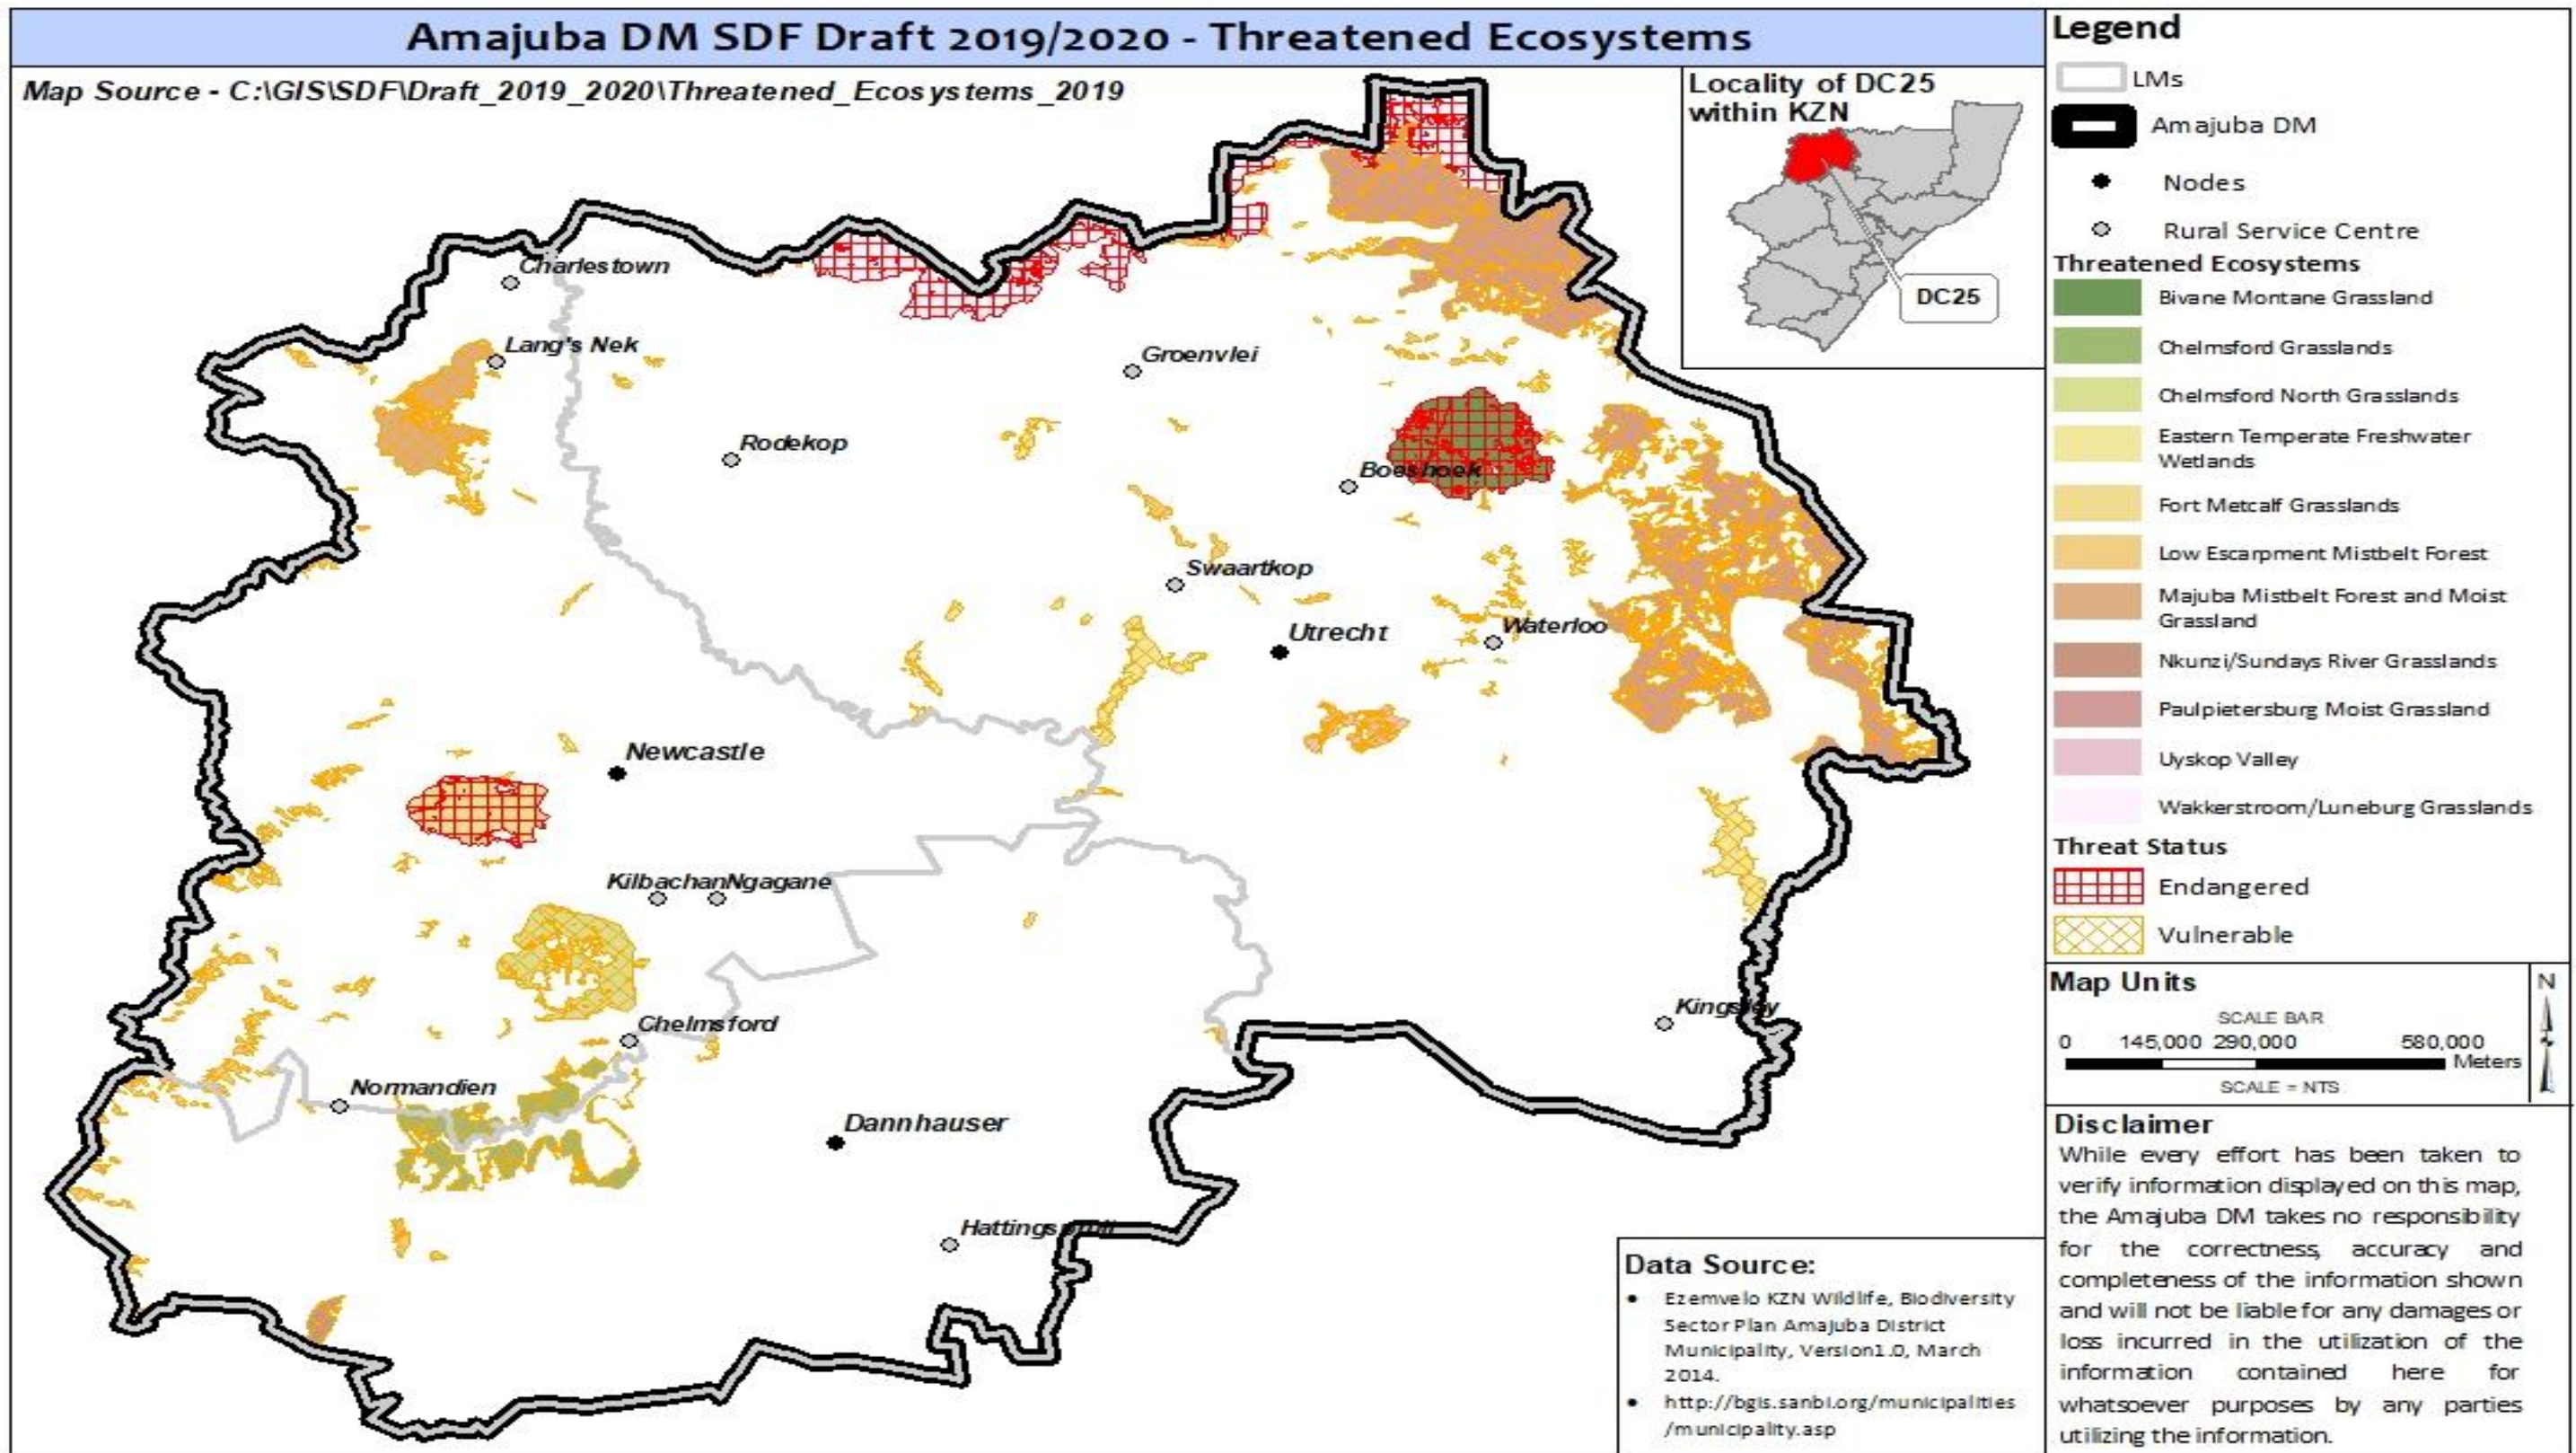 Amajuba DM SDF Draft 2019/2020 - Threatened Ecosystems
Map Source - C:\GIS\SDF\Draft_2019_2020\Threatened_Ecosystems_2019
Locality of DC25
within KZN
DC25
Charlestown
Lang's Nek
Groenvlei
Rodekop
Boeshoek
Swaartkop
Utrecht
Waterloo
Newcastle
Kilbachan
Ngagane
Kingsley
Chelmsford
Normandien
Dannhauser
Legend
LMs
Amajuba DM
Nodes
Rural Service Centre
Threatened Ecosystems
Bivane Montane Grassland
Chelmsford Grasslands
Chelmsford North Grasslands
Eastern Temperate Freshwater
Wetlands
Fort Metcalf Grasslands
Low Escarpment Mistbelt Forest
Majuba Mistbelt Forest and Moist
Grassland
Nkunzi/Sundays River Grasslands
Paulpietersburg Moist Grassland
Uyskop Valley
Wakkerstroom/Luneburg Grasslands
Threat Status
Endangered
Vulnerable
Map Units
N
SCALE BAR
0 145,000 290,000 580,000
Meters
SCALE = NTS
Disclaimer
While every effort has been taken to
verify information displayed on this map,
the Amajuba DM takes no responsibility
for the correctness, accuracy and
completeness of the information shown
and will not be liable for any damages or
loss incurred in the utilization of the
information contained here for
whatsoever purposes by any parties
utilizing the information.
Data Source:
• Ezemvelo KZN Wildlife, Biodiversity
Sector Plan Amajuba District
Municipality, Version1.0, March
2014.
• http://bgis.sanbi.org/municipalities
/municipality.asp